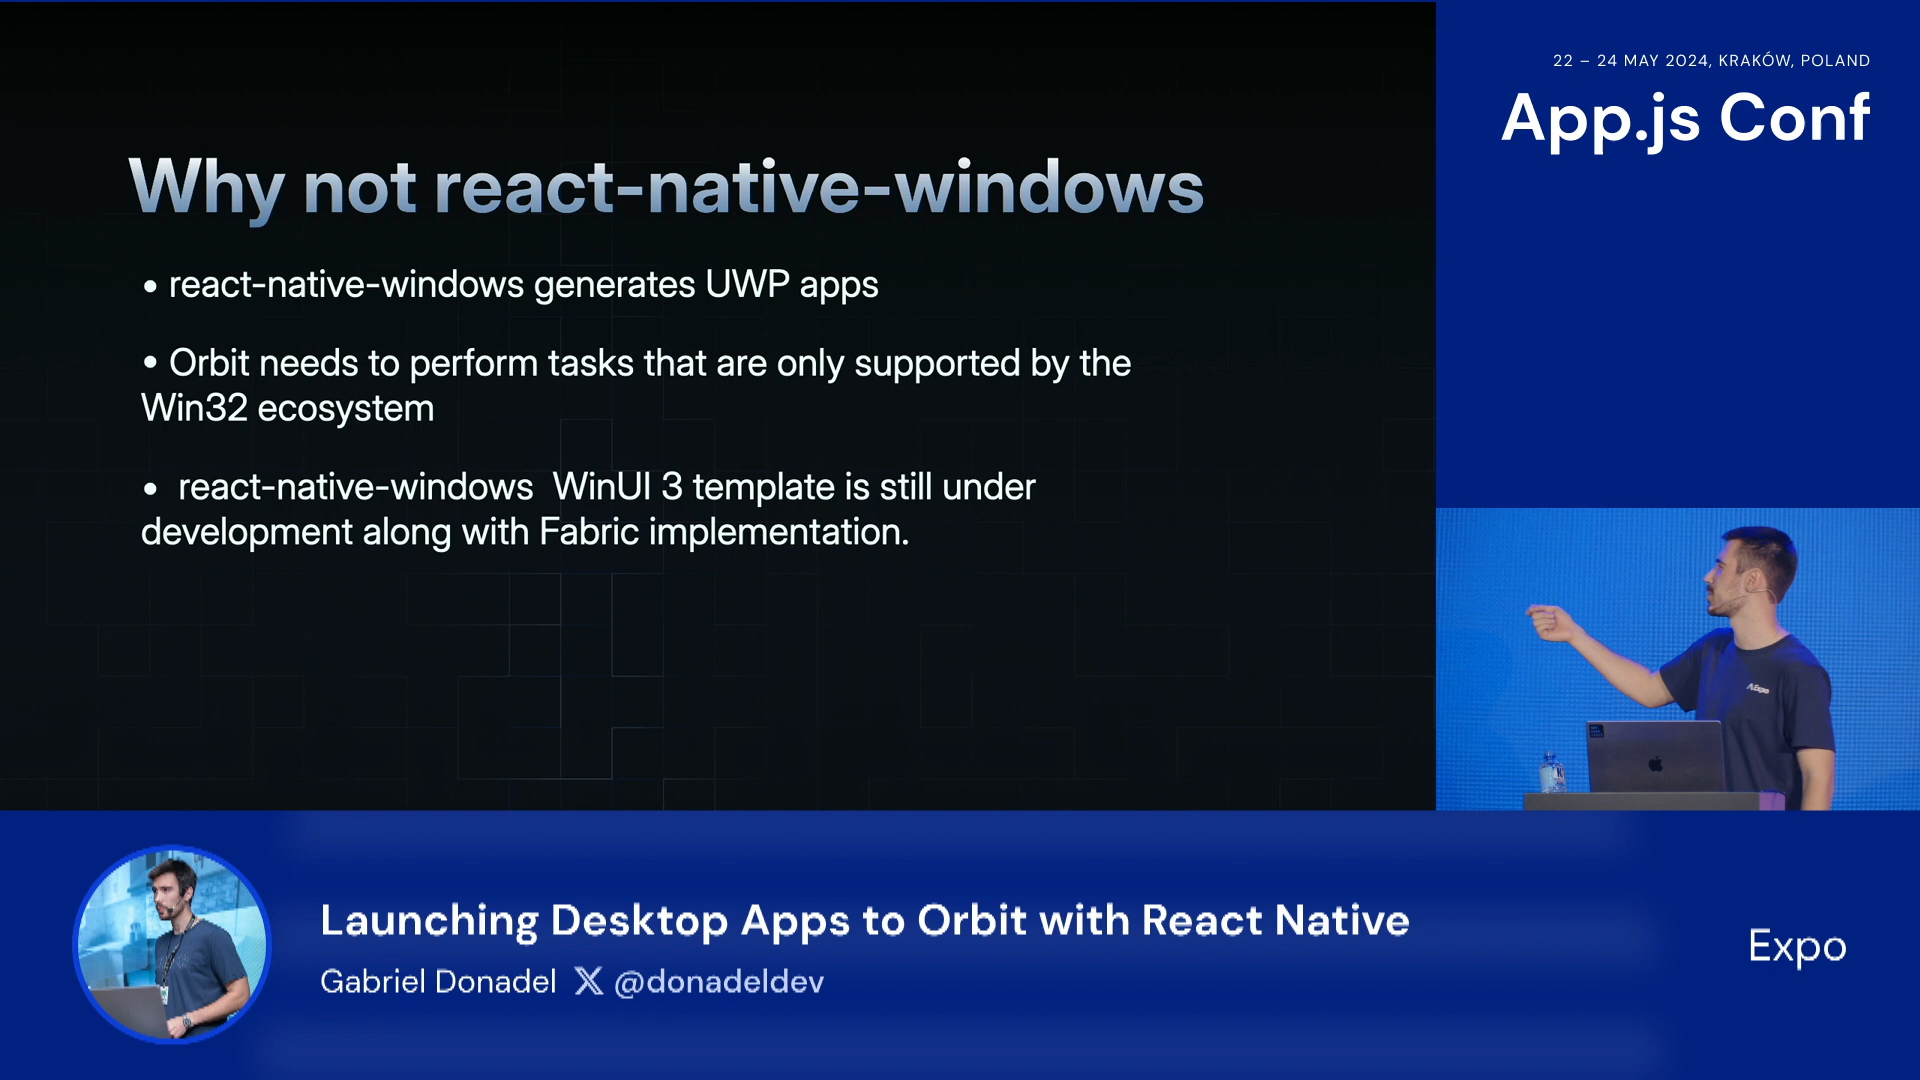 Why not react-native-windows
• react-native-windows generates UWP apps
• Orbit needs to perform tasks that are only supported by the
Win32 ecosystem
•  react-native-windows  WinUI 3 template is still under
development along with Fabric implementation.
22 – 24 MAY 2024, KRAKÓW, POLAND
App.js Conf
Expo
Launching Desktop Apps to Orbit with React Native
Gabriel Donadel X @donadeldev
Expo